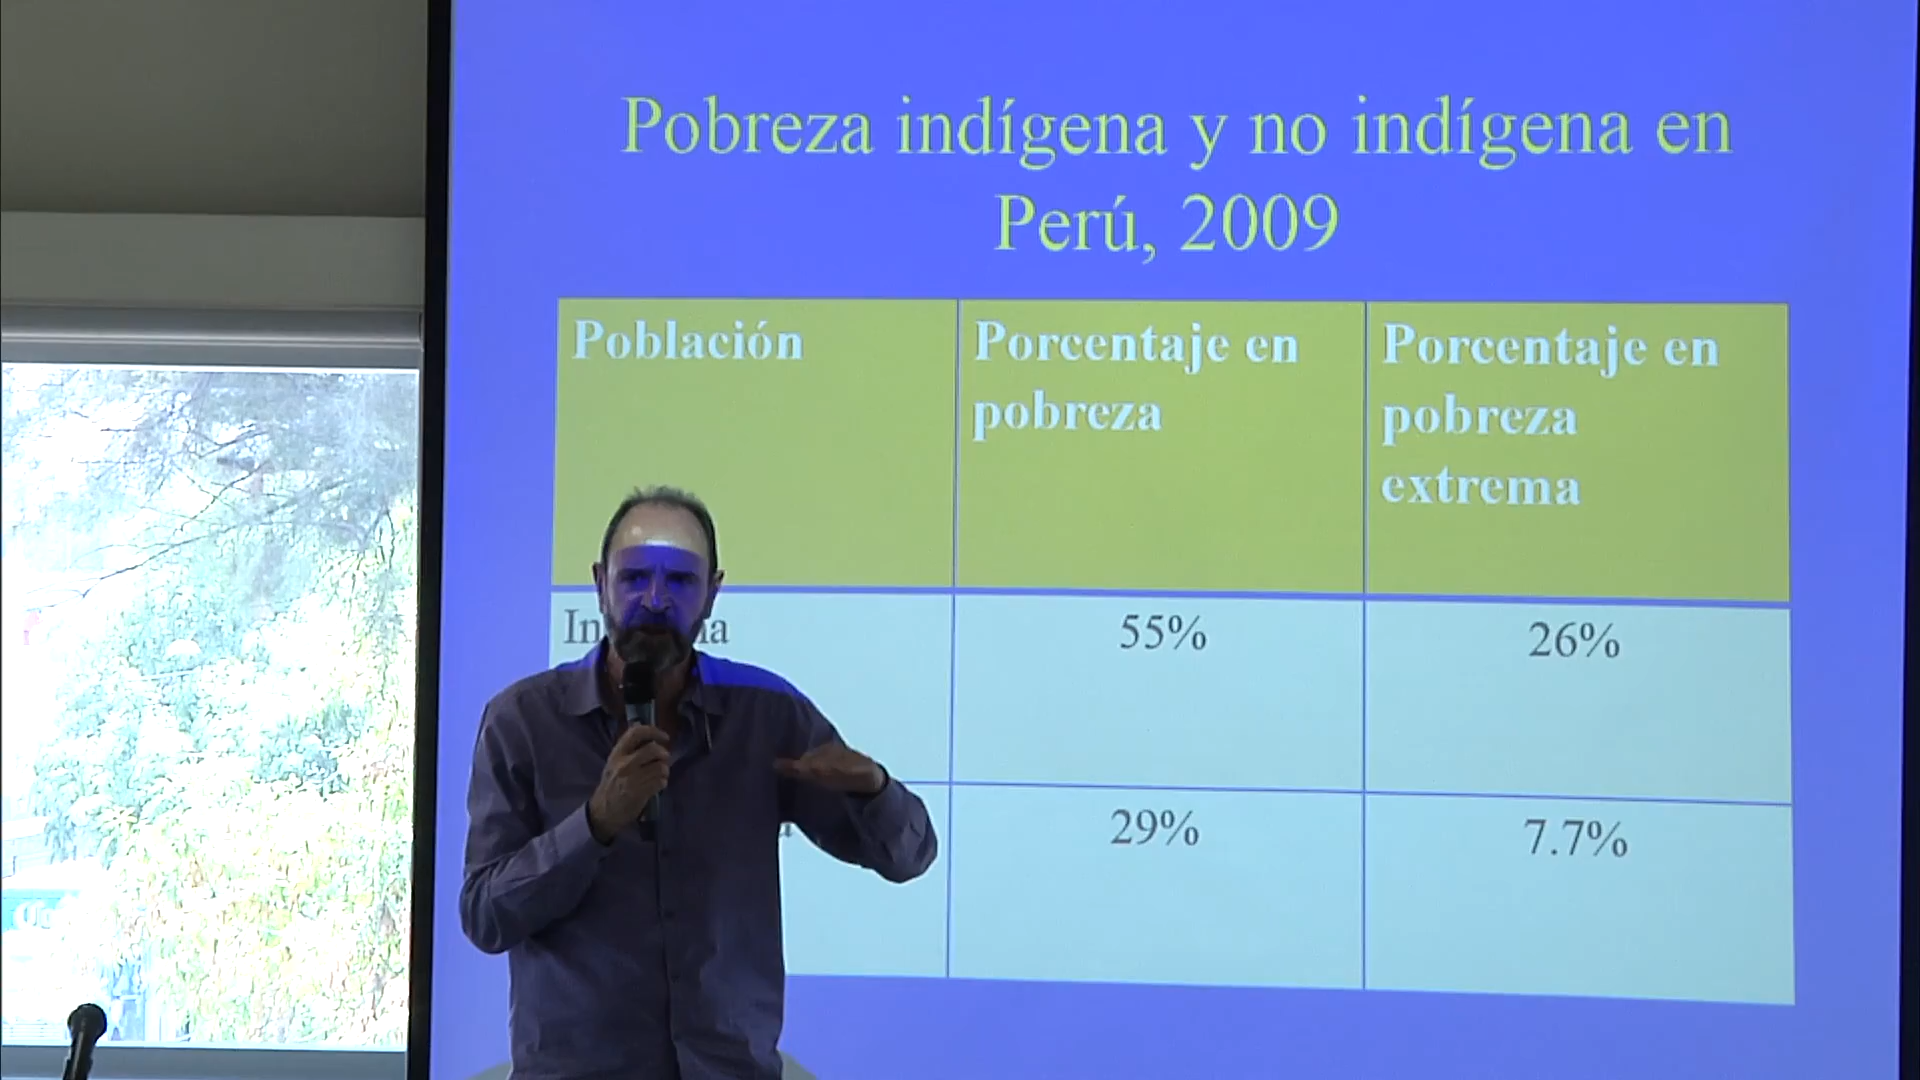 Pobreza indígena y no indígena en
Perú, 2009
Población
Porcentaje en
pobreza
Porcentaje en
pobreza
extrema
55%
26%
29%
7.7%